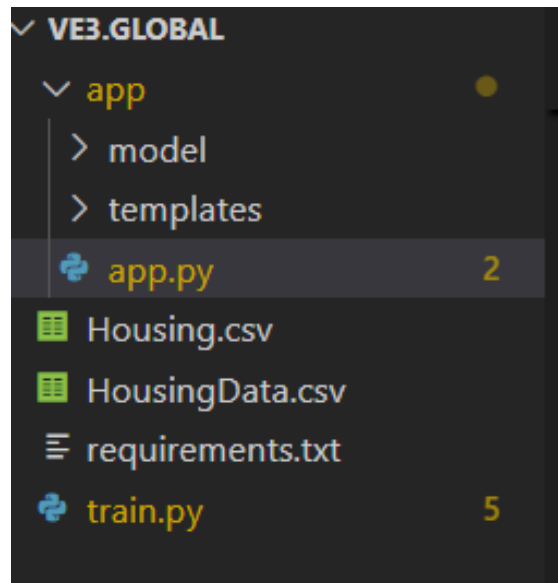 VE3.GLOBAL
app
model
templates
app.py 2
Housing.csv
HousingData.csv
requirements.txt
train.py 5